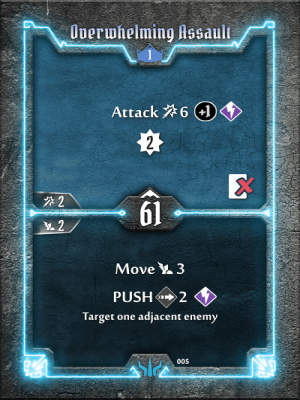 Overwhelming Assault
1
Attack 6 +1
2
2
61
2
Move 3
PUSH 2
Target one adjacent enemy
005